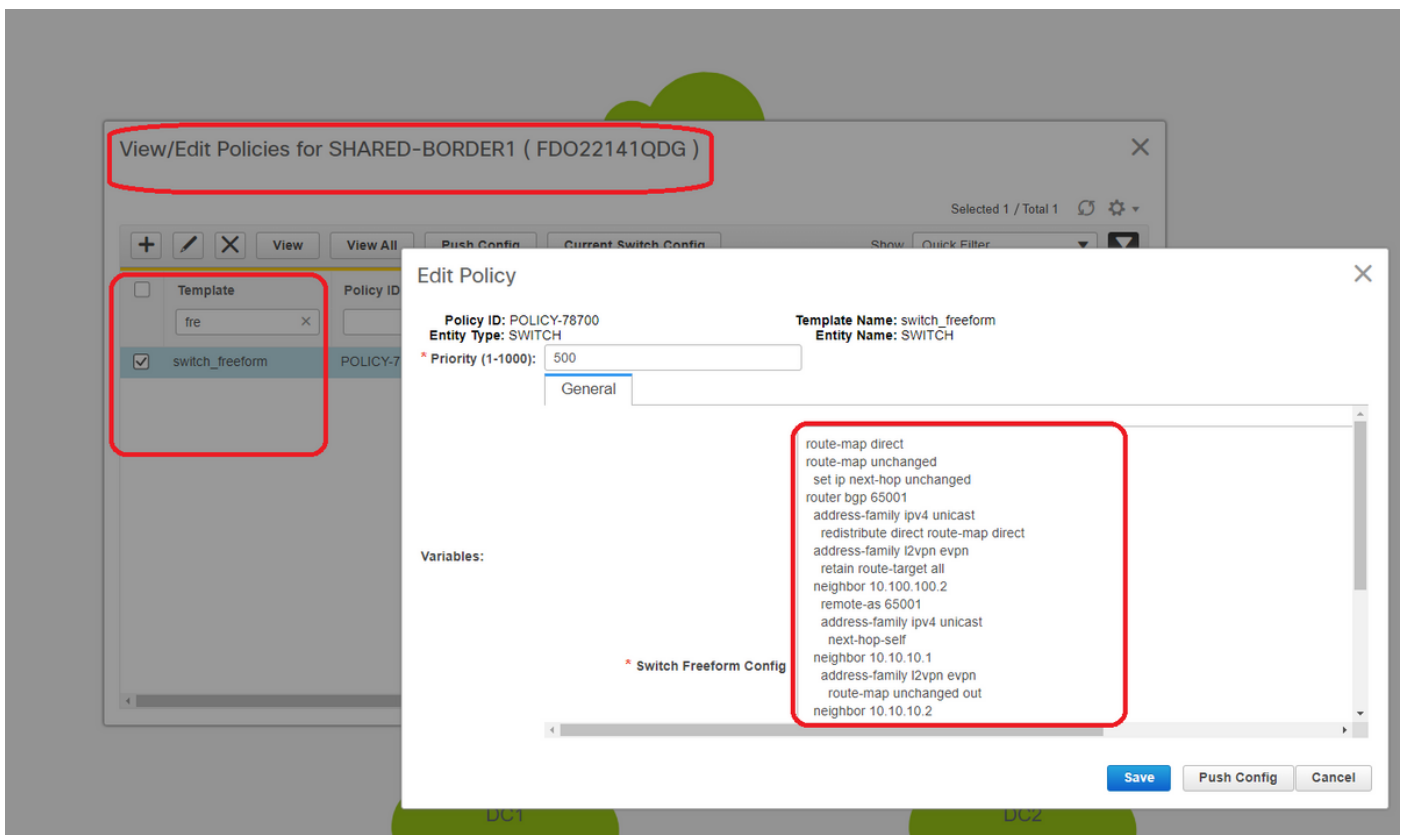 View/Edit Policies for SHARED-BORDER1 ( FDO22141QDG )
Selected 1 / Total 1
View
View All
Push Config
Current Switch Config
Show
Quick Filter
Template
Policy ID
fre
switch_freeform
POLICY-7
Edit Policy
Policy ID: POLICY-78700
Template Name: switch_freeform
Entity Type: SWITCH
Entity Name: SWITCH
* Priority (1-1000):
500
General
Variables:
* Switch Freeform Config
route-map direct
route-map unchanged
set ip next-hop unchanged
router bgp 65001
address-family ipv4 unicast
redistribute direct route-map direct
address-family l2vpn evpn
retain route-target all
neighbor 10.100.100.2
remote-as 65001
address-family ipv4 unicast
next-hop-self
neighbor 10.10.10.1
address-family l2vpn evpn
route-map unchanged out
neighbor 10.10.10.2
Save
Push Config
Cancel
DC1
DC2